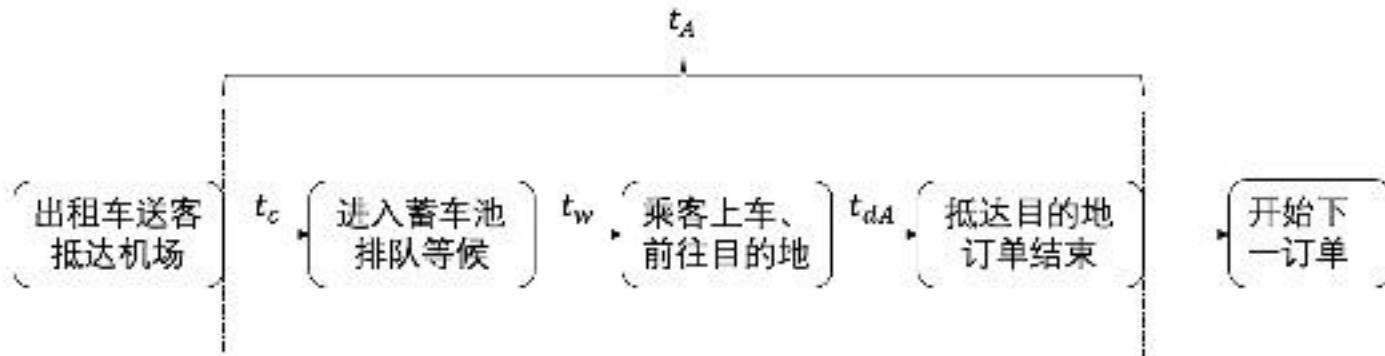 t_A
出租车送客
抵达机场
t_c
进入蓄车池
排队等候
t_w
乘客上车、
前往目的地
t_{dA}
抵达目的地
订单结束
开始下
一订单